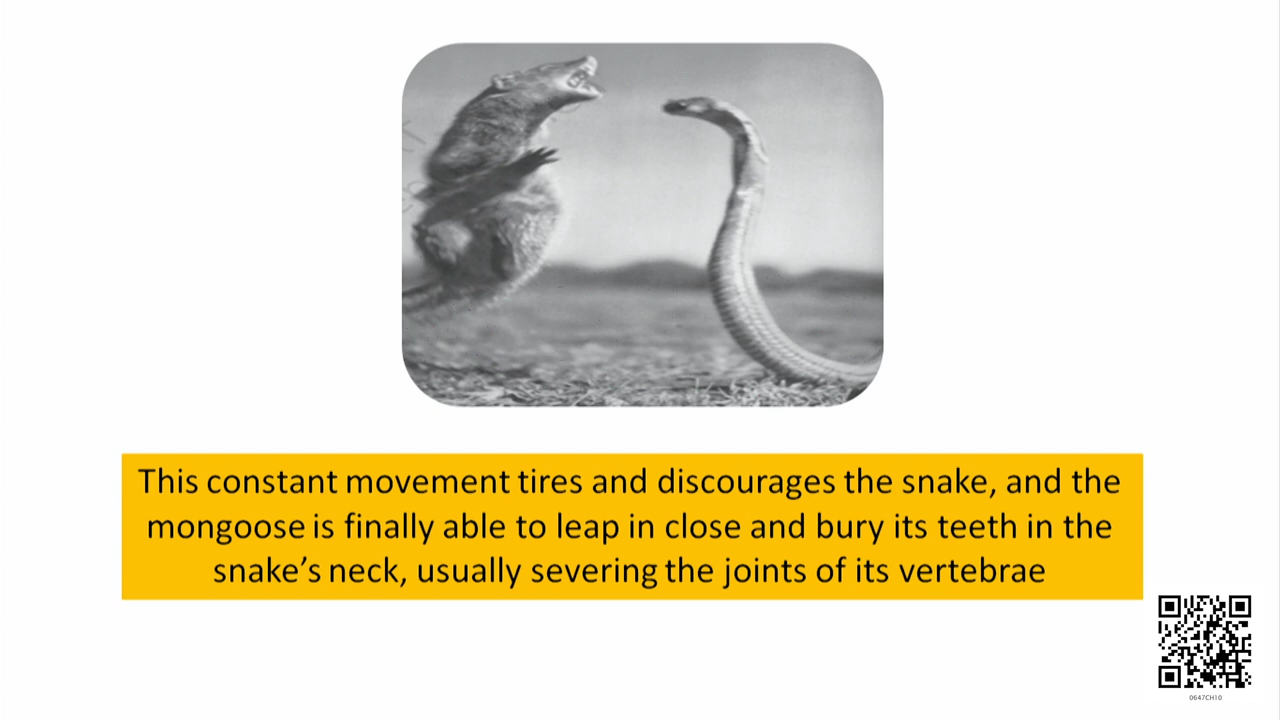 This constant movement tires and discourages the snake, and the
mongoose is finally able to leap in close and bury its teeth in the
snake’s neck, usually severing the joints of its vertebrae
0647CH10